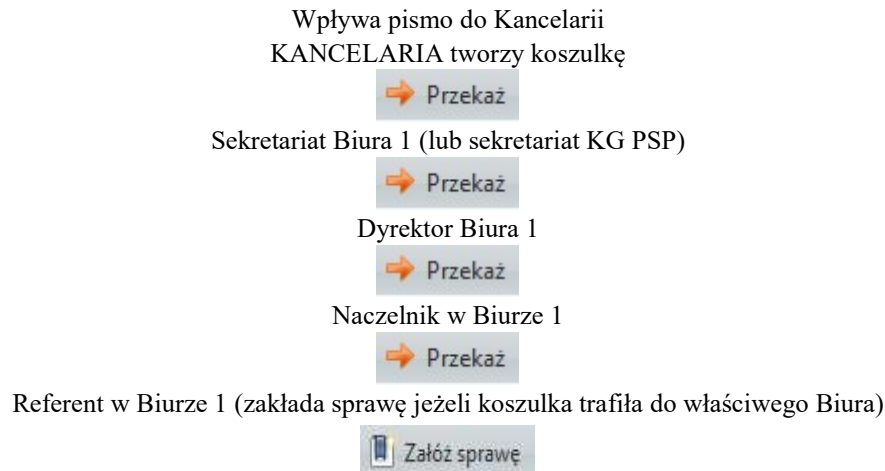 Wpływa pismo do Kancelarii
KANCELARIA tworzy koszulkę
Przekaż
Sekretariat Biura 1 (lub sekretariat KG PSP)
Przekaż
Dyrektor Biura 1
Przekaż
Naczelnik w Biurze 1
Przekaż
Referent w Biurze 1 (zakłada sprawę jeżeli koszulka trafiła do właściwego Biura)
Załóż sprawę